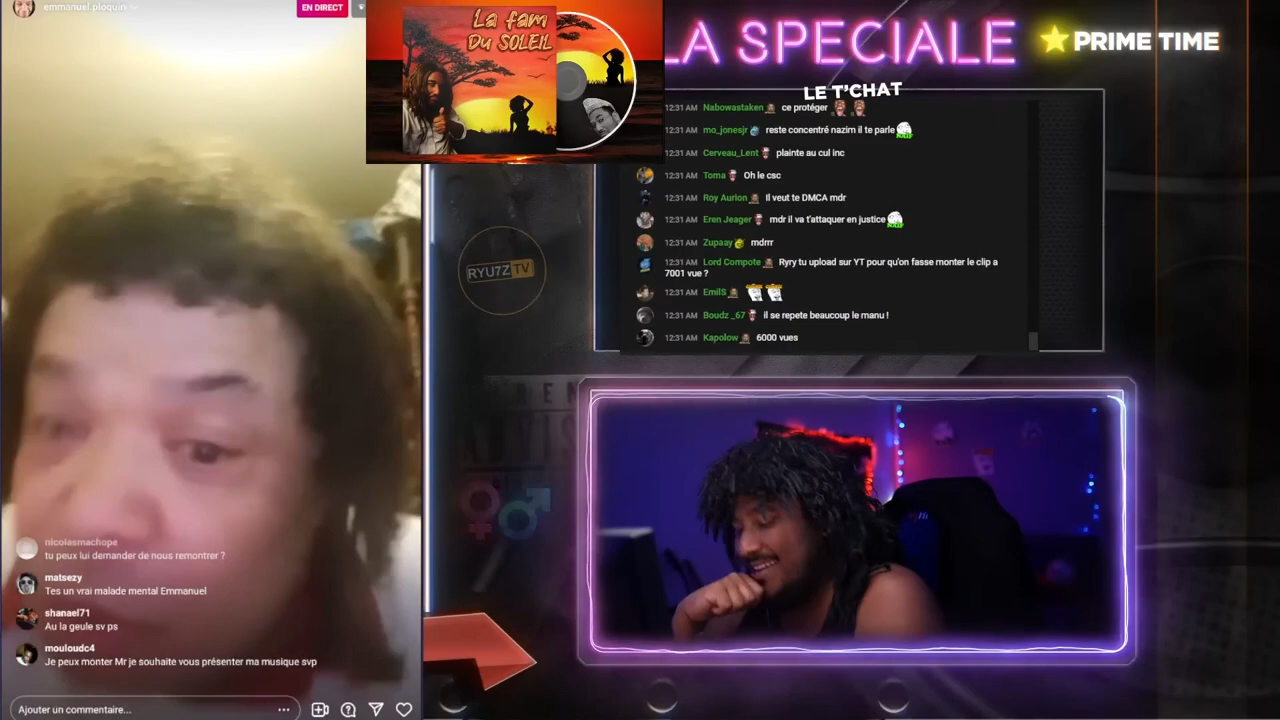 emmanuel.ploquin
EN DIRECT
La fam
Du SOLEIL
LA SPECIALE
PRIME TIME
LE T'CHAT
12:31 AM Nabowastaken ce protéger
12:31 AM mo_jonesjr reste concentré nazim il te parle
12:31 AM Cerveau_Lent plainte au cul inc
12:31 AM Toma Oh le csc
12:31 AM Roy Aurion Il veut te DMCA mdr
12:31 AM Eren Jeager mdr il va t'attaquer en justice
12:31 AM Zupaay mdrrr
12:31 AM Lord Compote Ryry tu upload sur YT pour qu'on fasse monter le clip a
7001 vue ?
12:31 AM EmilS
12:31 AM Boudz _67 il se repete beaucoup le manu !
12:31 AM Kapolow 6000 vues
RYU7Z TV
nicolasmachope
tu peux lui demander de nous remontrer ?
matsezy
Tes un vrai malade mental Emmanuel
shanael71
Au la geule sv ps
mouloudc4
Je peux monter Mr je souhaite vous présenter ma musique svp
Ajouter un commentaire...